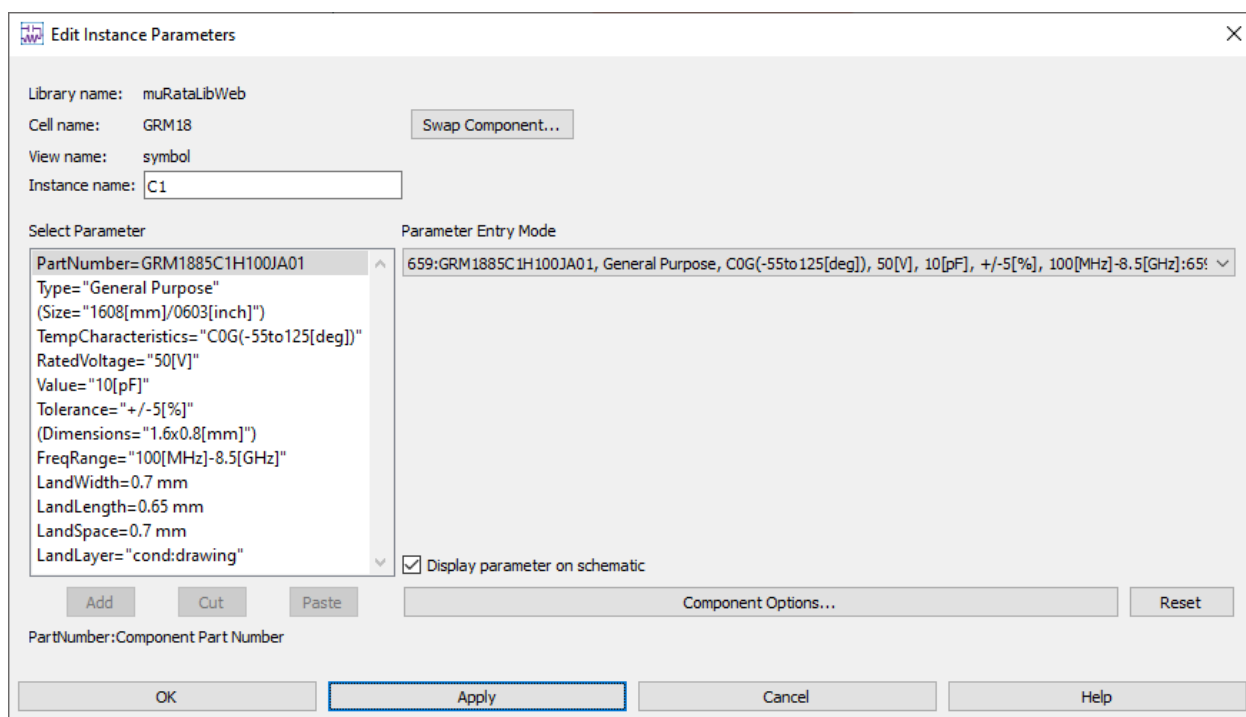 Edit Instance Parameters
Library name: muRataLibWeb
Cell name: GRM18
Swap Component...
View name: symbol
Instance name: C1
Select Parameter
Parameter Entry Mode
PartNumber=GRM1885C1H100JA01
659:GRM1885C1H100JA01, General Purpose, C0G(-55to125[deg]), 50[V], 10[pF], +/-5[%], 100[MHz]-8.5[GHz]:659
Type="General Purpose"
(Size="1608[mm]/0603[inch]")
TempCharacteristics="C0G(-55to125[deg])"
RatedVoltage="50[V]"
Value="10[pF]"
Tolerance="+/-5[%]"
(Dimensions="1.6x0.8[mm]")
FreqRange="100[MHz]-8.5[GHz]"
LandWidth=0.7 mm
LandLength=0.65 mm
LandSpace=0.7 mm
LandLayer="cond:drawing"
Display parameter on schematic
Add Cut Paste Component Options... Reset
PartNumber:Component Part Number
OK Apply Cancel Help